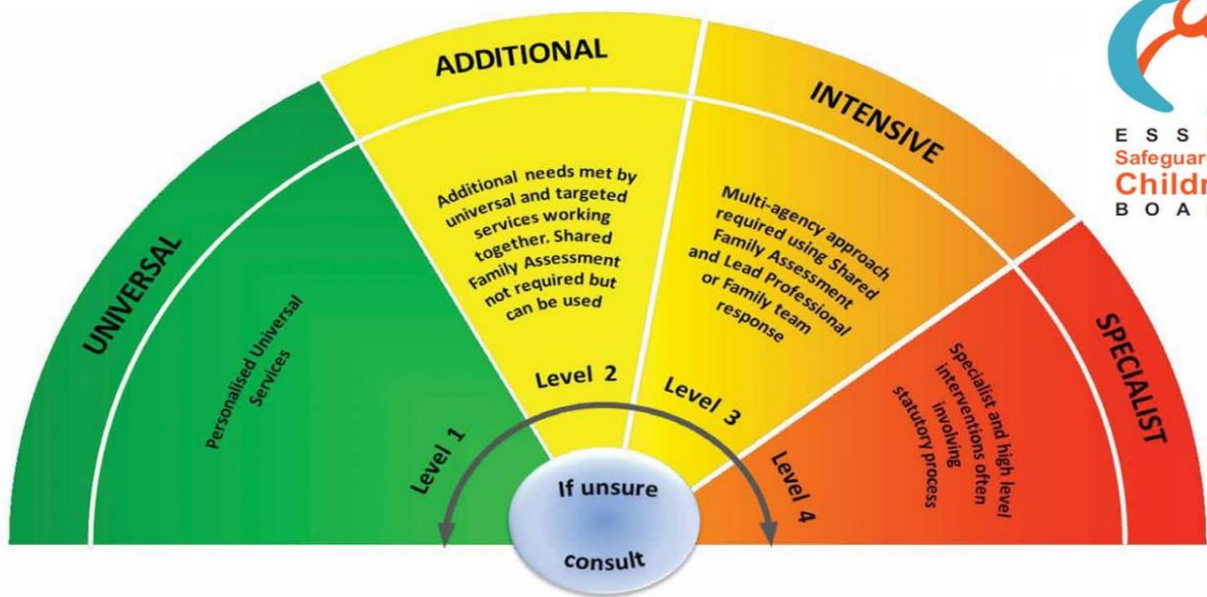 UNIVERSAL
Personalised Universal
Services
Level 1
ADDITIONAL
Additional needs met by
universal and targeted
services working
together. Shared
Family Assessment
not required but
can be used
Level 2
INTENSIVE
Multi-agency approach
required using Shared
Family Assessment
and Lead Professional
or Family team
response
Level 3
SPECIALIST
Specialist and high level
interventions often
involving
statutory process
Level 4
If unsure
consult